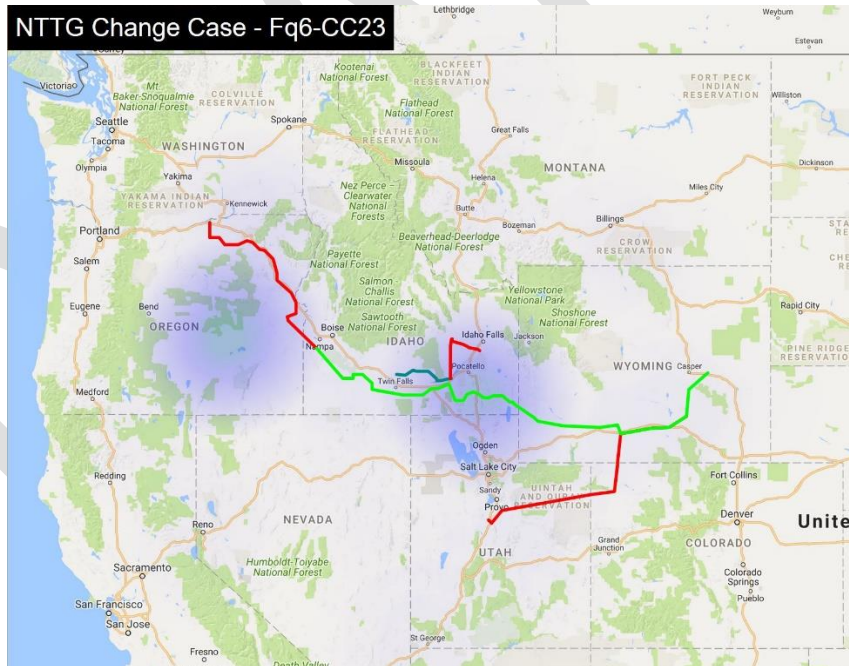 NTTG Change Case - Fq6-CC23
Lethbridge
Weyburn
Estevan
Victoria
Mt.
Baker-Snoqualmie
Forest
COLVILLE
RESERVATION
Kootenai
National Forest
BLACKFEET
INDIAN
RESERVATION
FORT PECK
INDIAN
RESERVATION
Williston
Seattle
Tacoma
Olympia
WASHINGTON
Spokane
Flathead
National Forest
FLATHEAD
RESERVATION
Great Falls
Missoula
Helena
MONTANA
Dickinson
Miles City
Yakima
YAKAMA INDIAN
RESERVATION
Kennewick
Nez Perce -
Clearwater
National
Forests
Butte
Bozeman
Billings
CROW
RESERVATION
Portland
Salem
Beaverhead-Deerlodge
National Forest
Payette
National Forest
Salmon
Challis
National Forest
Sawtooth
National Forest
Yellowstone
National Park
Shoshone
National Forest
Eugene
Bend
OREGON
Boise
Nampa
IDAHO
Idaho Falls
Jackson
Rapid City
PINE RIDGE
RESERVATION
Pocatello
Twin Falls
WYOMING
Casper
Medford
Ogden
Salt Lake City
Sandy
Provo
UINTAH
AND OURAY
RESERVATION
Fort Collins
Redding
Reno
NEVADA
UTAH
Denver
Unite
Grand
Junction
COLORADO
Humboldt-Toiyabe
National Forest
Colorado
Springs
Pueblo
Sacramento
San Francisco
San Jose
St George
Fresno
Death Valley